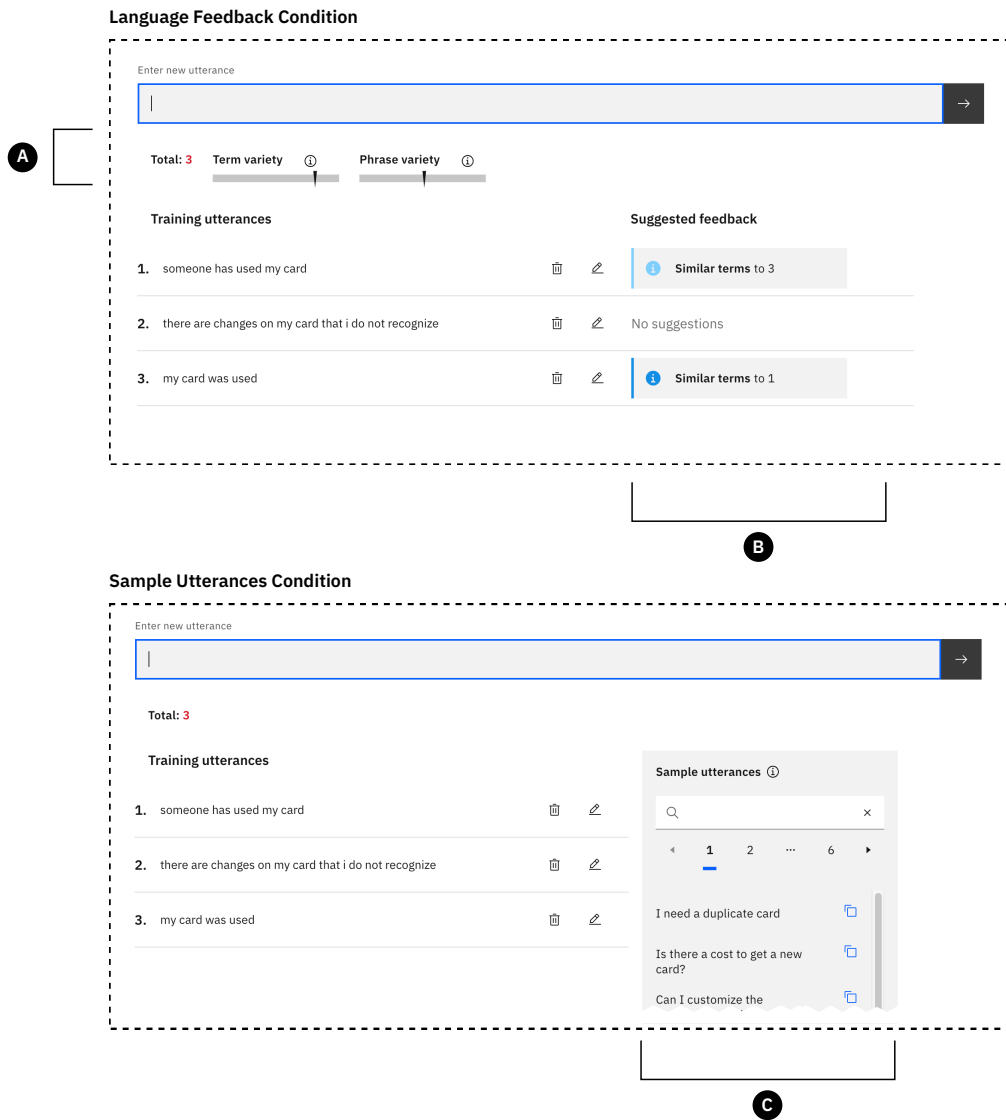 Language Feedback Condition
Enter new utterance
A
Total: 3 Term variety Phrase variety
Training utterances Suggested feedback
1. someone has used my card Similar terms to 3
2. there are changes on my card that i do not recognize No suggestions
3. my card was used Similar terms to 1
B
Sample Utterances Condition
Enter new utterance
Total: 3
Training utterances
Sample utterances
1. someone has used my card
1 2 ... 6
2. there are changes on my card that i do not recognize
3. my card was used
I need a duplicate card
Is there a cost to get a new
card?
Can I customize the
C